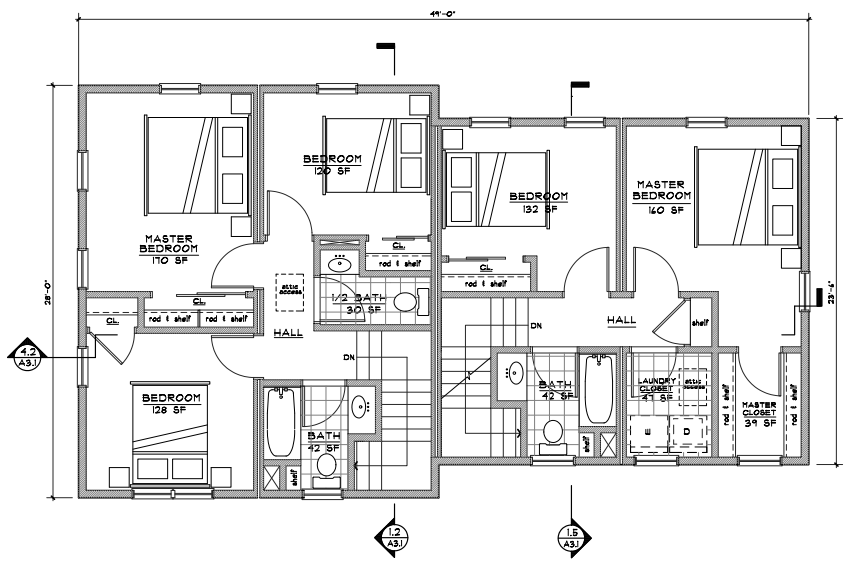 49'-0"
28'-0"
23'-6"
MASTER
BEDROOM
170 SF
BEDROOM
120 SF
BEDROOM
132 SF
MASTER
BEDROOM
160 SF
CL.
rod & shelf
CL.
rod & shelf
attic
access
1/2 BATH
30 SF
CL.
rod & shelf
rod & shelf
CL.
HALL
DN
HALL
shelf
DN
4.2
A3.1
BEDROOM
128 SF
BATH
42 SF
shelf
BATH
42 SF
shelf
LAUNDRY
CLOSET
47 SF
attic
access
E
D
rod & shelf
MASTER
CLOSET
39 SF
rod & shelf
1.2
A3.1
1.5
A3.1